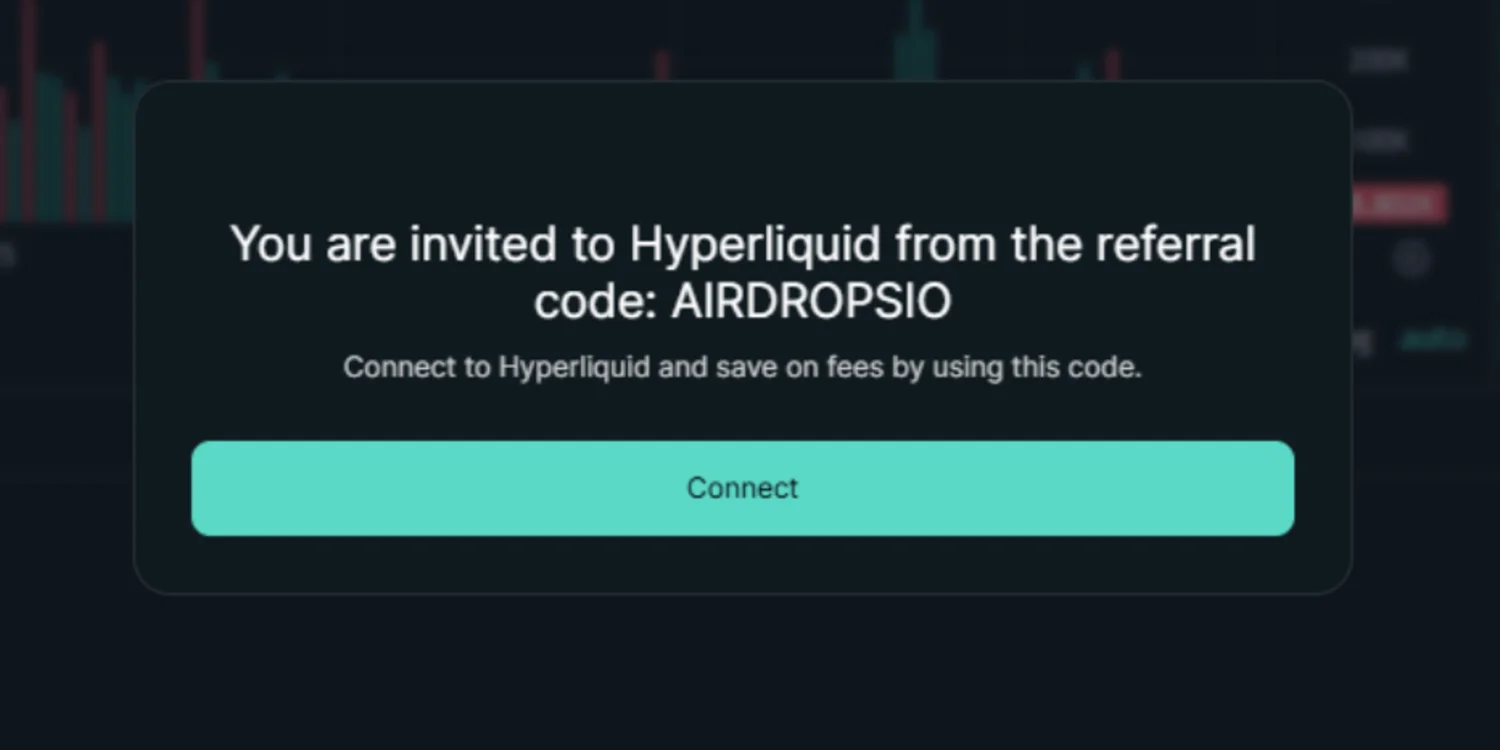 You are invited to Hyperliquid from the referral
code: AIRDROPSIO
Connect to Hyperliquid and save on fees by using this code.
Connect
auto